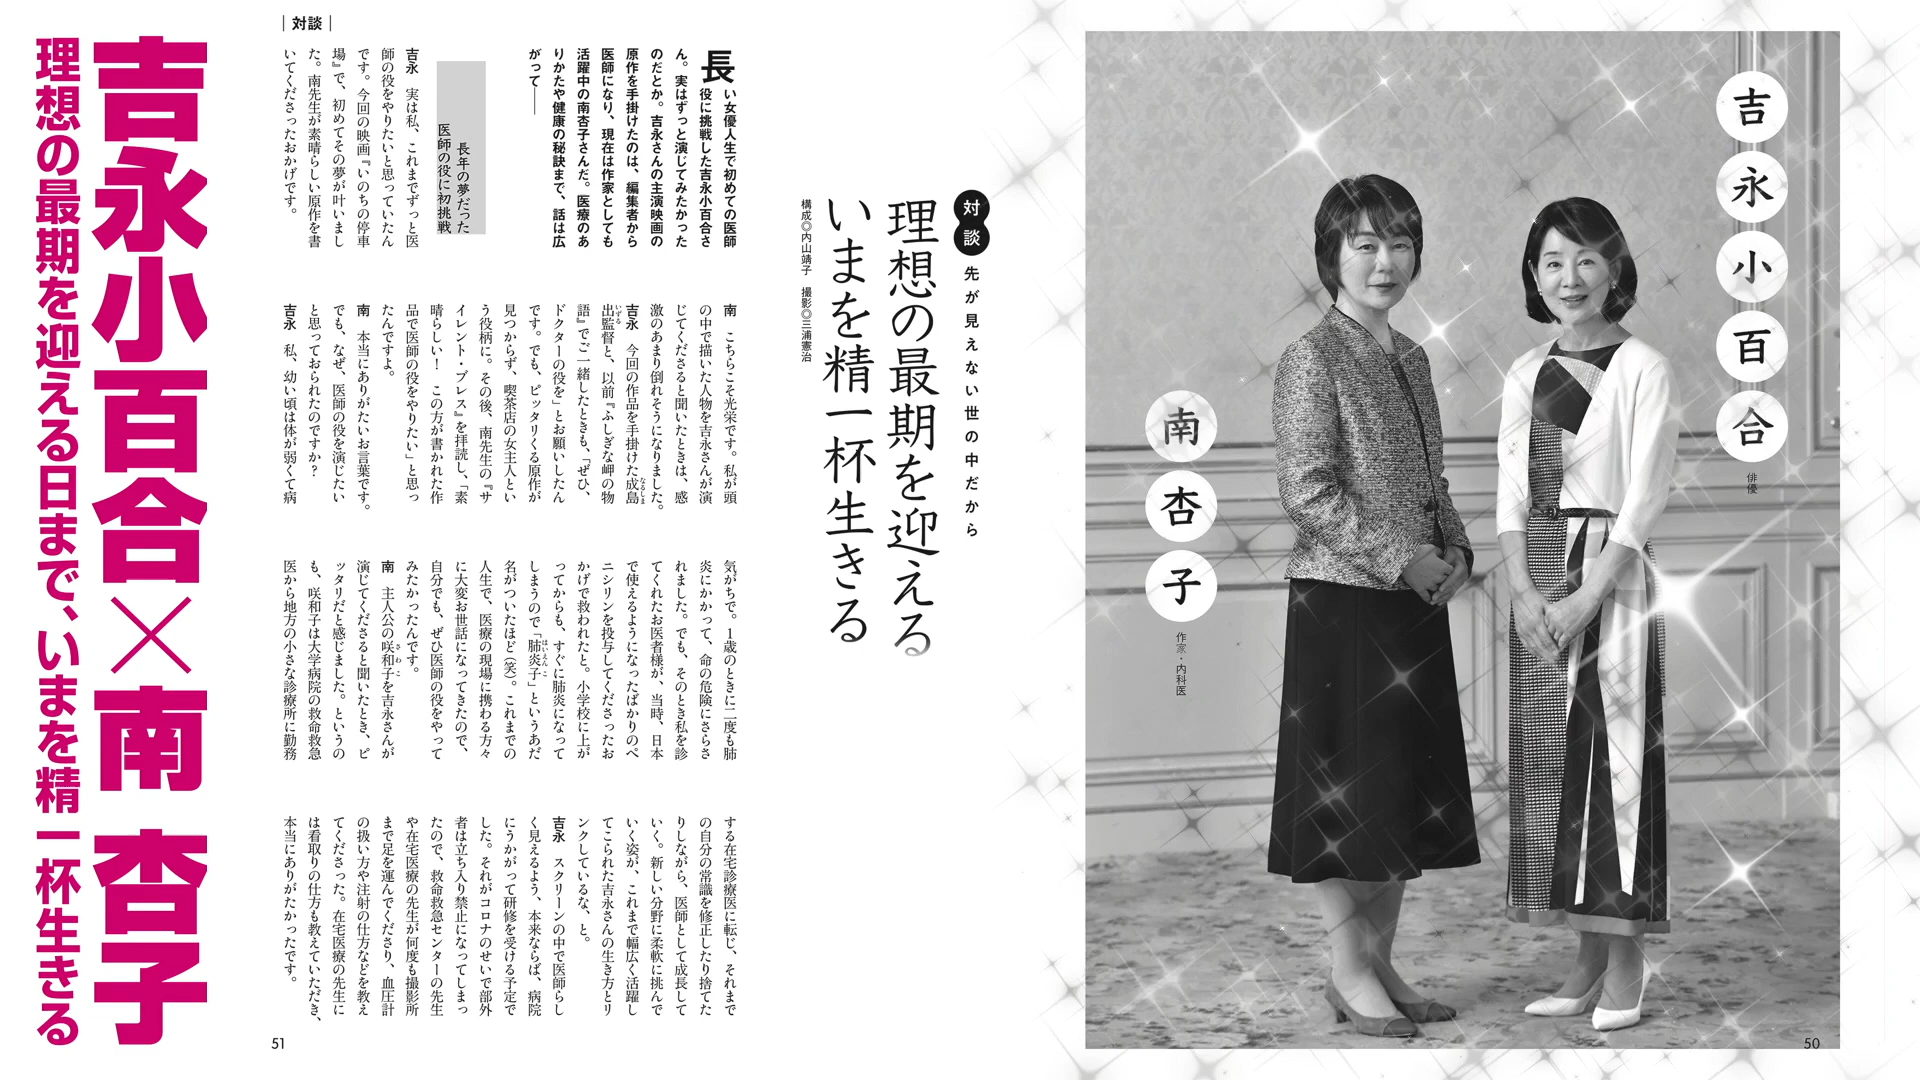 吉永小百合
俳優
南杏子
作家・内科医
50
対談
先が見えない世の中だから
理想の最期を迎える
いまを精一杯生きる
構成◎内山靖子 撮影◎三浦憲治
長い女優人生で初めての医師
役に挑戦した吉永小百合さ
ん。実はずっと演じてみたかった
のだとか。吉永さんの主演映画の
原作を手掛けたのは、編集者から
医師になり、現在は作家としても
活躍中の南杏子さんだ。医療のあ
りかたや健康の秘訣まで、話は広
がって――
長年の夢だった
医師の役に初挑戦
吉永 実は私、これまでずっと医
師の役をやりたいと思っていたん
です。今回の映画『いのちの停車
場』で、初めてその夢が叶いまし
た。南先生が素晴らしい原作を書
いてくださったおかげです。
南 こちらこそ光栄です。私が頭
の中で描いた人物を吉永さんが演
じてくださると聞いたときは、感
激のあまり倒れそうになりました。
吉永 今回の作品を手掛けた成島
出監督と、以前『ふしぎな岬の物
語』でご一緒したときも、「ぜひ、
ドクターの役を」とお願いしたん
です。でも、ピッタリくる原作が
見つからず、喫茶店の女主人とい
う役柄に。その後、南先生の『サ
イレント・ブレス』を拝読し、「素
晴らしい! この方が書かれた作
品で医師の役をやりたい」と思っ
たんですよ。
南 本当にありがたいお言葉です。
でも、なぜ、医師の役を演じたい
と思っておられたのですか?
吉永 私、幼い頃は体が弱くて病
気がちで。1歳のときに二度も肺
炎にかかって、命の危険にさらさ
れました。でも、そのとき私を診
てくれたお医者様が、当時、日本
で使えるようになったばかりのペ
ニシリンを投与してくださったお
かげで救われたと。小学校に上が
ってからも、すぐに肺炎になって
しまうので「肺炎子」というあだ
名がついたほど(笑)。これまでの
人生で、医療の現場に携わる方々
に大変お世話になってきたので、
自分でも、ぜひ医師の役をやって
みたかったんです。
南 主人公の咲和子を吉永さんが
演じてくださると聞いたとき、ピ
ッタリだと感じました。というの
も、咲和子は大学病院の救命救急
医から地方の小さな診療所に勤務
する在宅診療医に転じ、それまで
の自分の常識を修正したり捨てた
りしながら、医師として成長して
いく。新しい分野に柔軟に挑んで
いく姿が、これまで幅広く活躍し
てこられた吉永さんの生き方とリ
ンクしているな、と。
吉永 スクリーンの中で医師らし
く見えるよう、本来ならば、病院
にうかがって研修を受ける予定で
した。それがコロナのせいで部外
者は立ち入り禁止になってしまっ
たので、救命救急センターの先生
や在宅医療の先生が何度も撮影所
まで足を運んでくださり、血圧計
の扱い方や注射の仕方などを教え
てくださった。在宅医療の先生に
は看取りの仕方も教えていただき、
本当にありがたかったです。
51
対談
吉永小百合×南 杏子
理想の最期を迎える日まで、いまを精一杯生きる